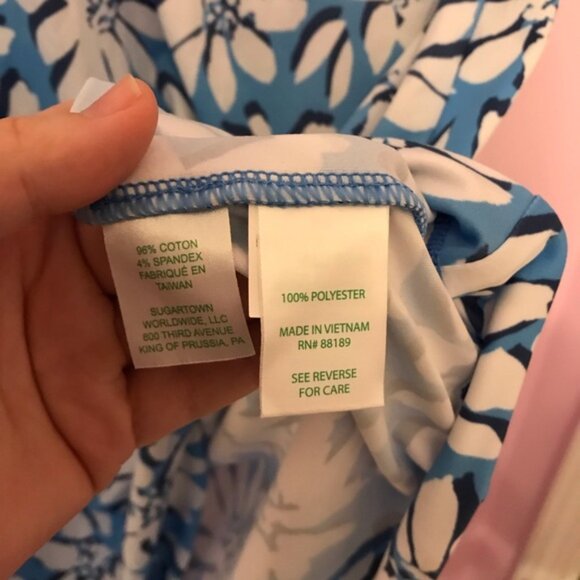 96% COTON
4% SPANDEX
FABRIQUÉ EN
TAIWAN
SUGARTOWN
WORLDWIDE, LLC
800 THIRD AVENUE
KING OF PRUSSIA, PA
100% POLYESTER
MADE IN VIETNAM
RN# 88189
SEE REVERSE
FOR CARE